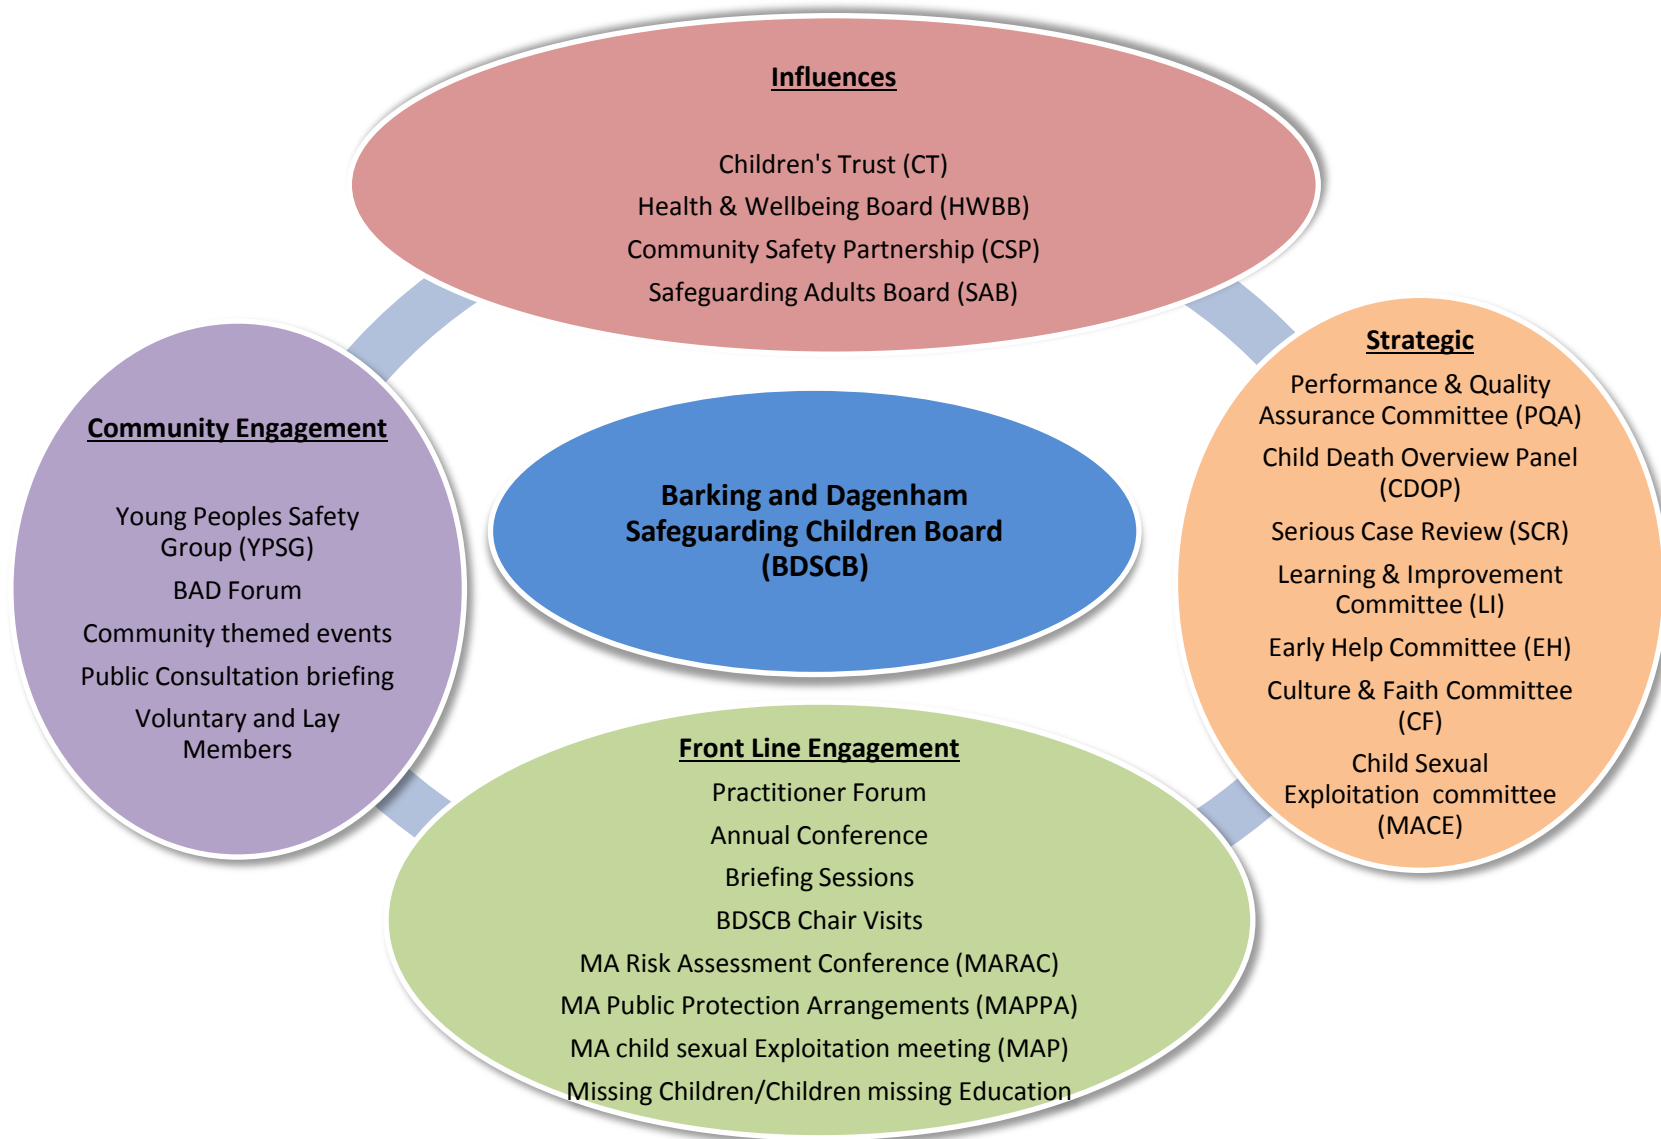 Influences
Children's Trust (CT)
Health & Wellbeing Board (HWBB)
Community Safety Partnership (CSP)
Safeguarding Adults Board (SAB)
Strategic
Performance & Quality
Assurance Committee (PQA)
Child Death Overview Panel
(CDOP)
Serious Case Review (SCR)
Learning & Improvement
Committee (LI)
Early Help Committee (EH)
Culture & Faith Committee
(CF)
Child Sexual
Exploitation committee
(MACE)
Community Engagement
Young Peoples Safety
Group (YPSG)
BAD Forum
Community themed events
Public Consultation briefing
Voluntary and Lay
Members
Barking and Dagenham
Safeguarding Children Board
(BDSCB)
Front Line Engagement
Practitioner Forum
Annual Conference
Briefing Sessions
BDSCB Chair Visits
MA Risk Assessment Conference (MARAC)
MA Public Protection Arrangements (MAPPA)
MA child sexual Exploitation meeting (MAP)
Missing Children/Children missing Education